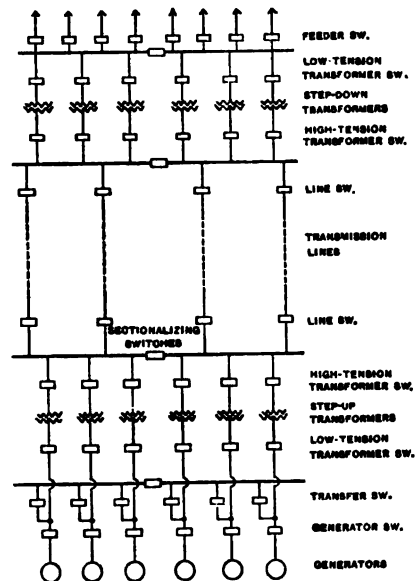 FEEDER SW.
LOW-TENSION
TRANSFORMER SW.
STEP-DOWN
TRANSFORMERS
HIGH-TENSION
TRANSFORMER SW.
LINE SW.
TRANSMISSION
LINES
LINE SW.
SECTIONALIZING
SWITCHES
HIGH-TENSION
TRANSFORMER SW.
STEP-UP
TRANSFORMERS
LOW-TENSION
TRANSFORMER SW.
TRANSFER SW.
GENERATOR SW.
GENERATORS